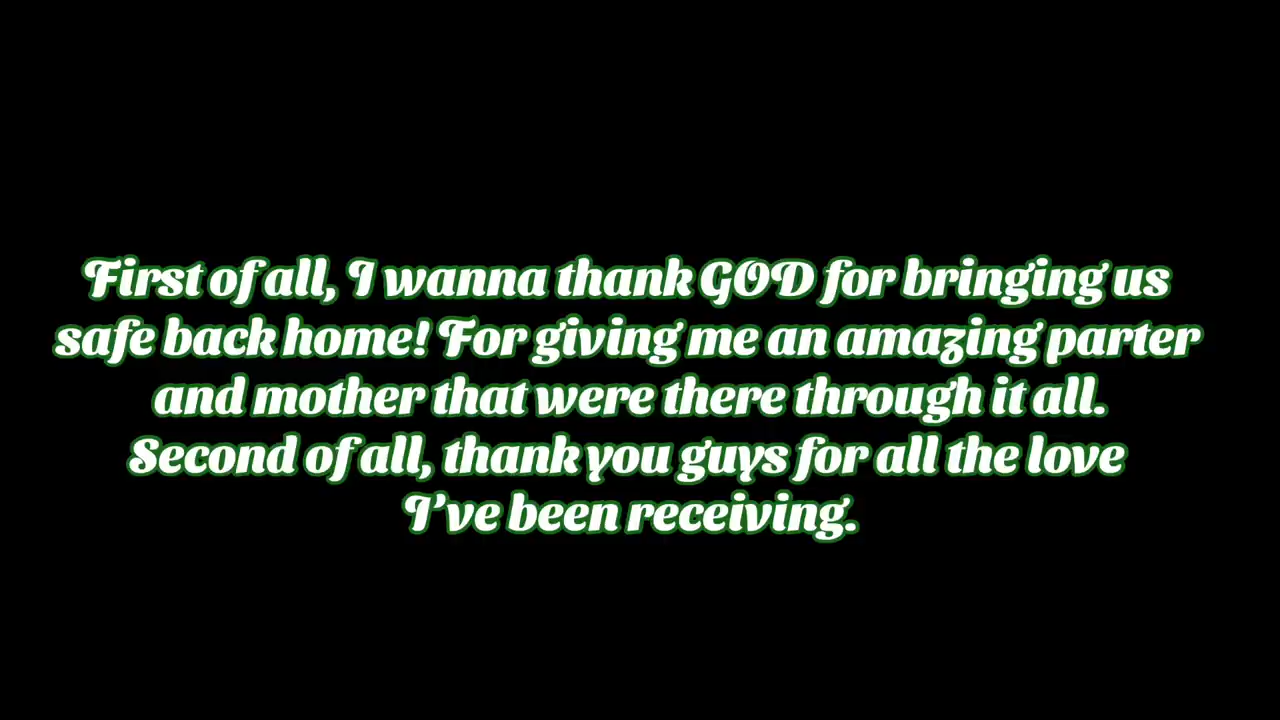 First of all, I wanna thank GOD for bringing us
safe back home! For giving me an amazing parter
and mother that were there through it all.
Second of all, thank you guys for all the love
I've been receiving.